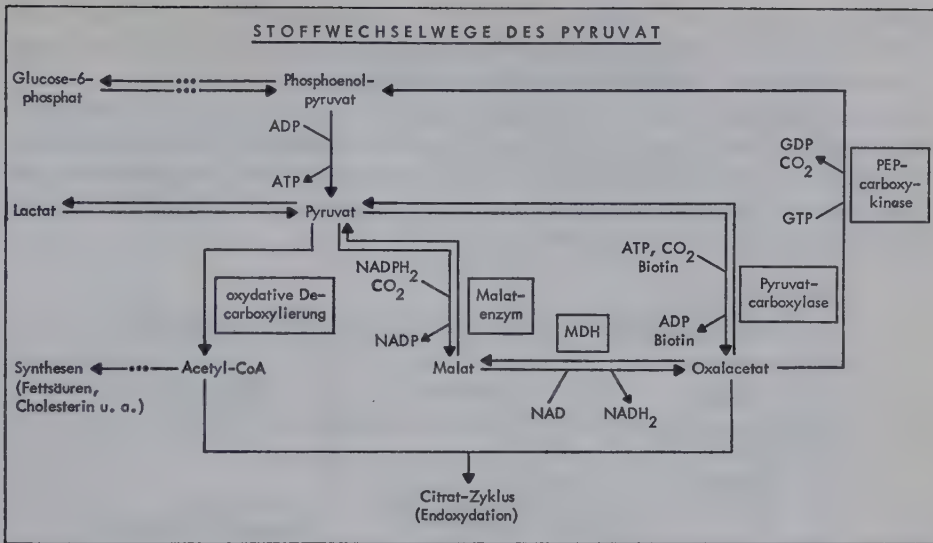 STOFFWECHSELWEGE DES PYRUVAT
Glucose-6-
phosphat
Phosphoenol-
pyruvat
ADP
ATP
GDP
CO2
GTP
PEP-
carboxy-
kinase
Lactat
Pyruvat
oxydative De-
carboxylierung
NADPH2
CO2
NADP
Malat-
enzym
ATP, CO2
Biotin
ADP
Biotin
Pyruvat-
carboxylase
MDH
Synthesen
(Fettsäuren,
Cholesterin u. a.)
Acetyl-CoA
Malat
Oxalacetat
NAD
NADH2
Citrat-Zyklus
(Endoxydation)